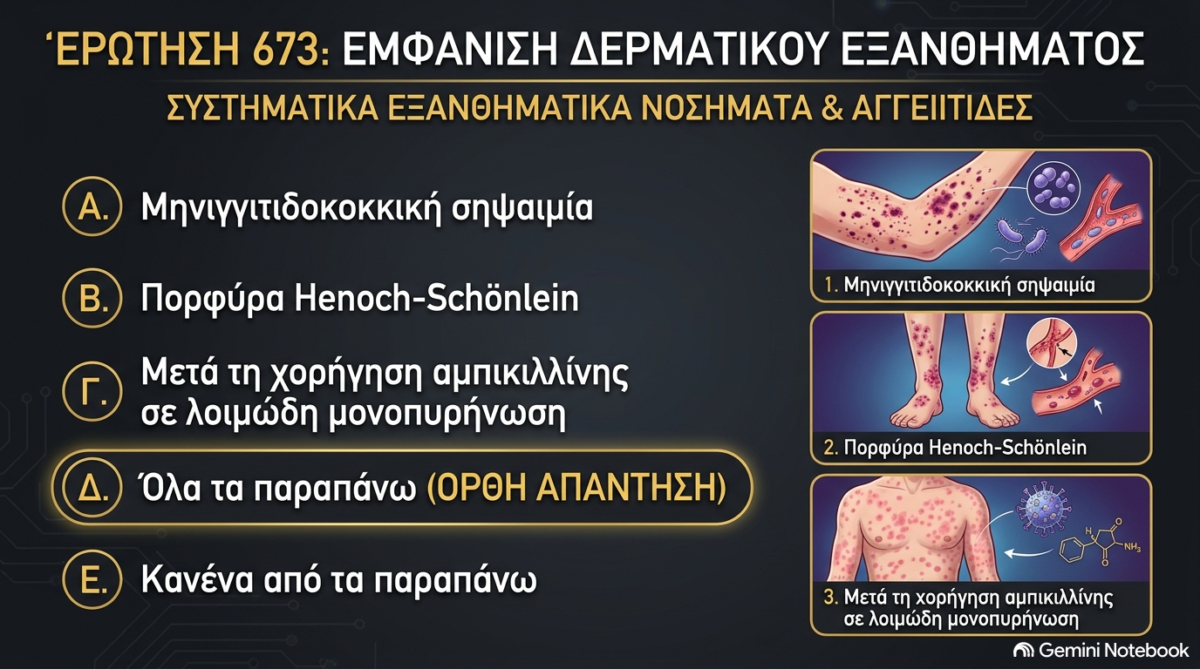 ΄ΕΡΩΤΗΣΗ 673: ΕΜΦΑΝΙΣΗ ΔΕΡΜΑΤΙΚΟΥ ΕΞΑΝΘΗΜΑΤΟΣ
ΣΥΣΤΗΜΑΤΙΚΑ ΕΞΑΝΘΗΜΑΤΙΚΑ ΝΟΣΗΜΑΤΑ & ΑΓΓΕΙΙΤΙΔΕΣ
Α. Μηνιγγιτιδοκοκκική σηψαιμία
Β. Πορφύρα Henoch-Schönlein
Γ. Μετά τη χορήγηση αμπικιλλίνης
σε λοιμώδη μονοπυρήνωση
Δ. Όλα τα παραπάνω (ΟΡΘΗ ΑΠΑΝΤΗΣΗ)
Ε. Κανένα από τα παραπάνω
1. Μηνιγγιτιδοκοκκική σηψαιμία
2. Πορφύρα Henoch-Schönlein
H
O
NH₂
O
3. Μετά τη χορήγηση αμπικιλλίνης
σε λοιμώδη μονοπυρήνωση
Gemini Notebook